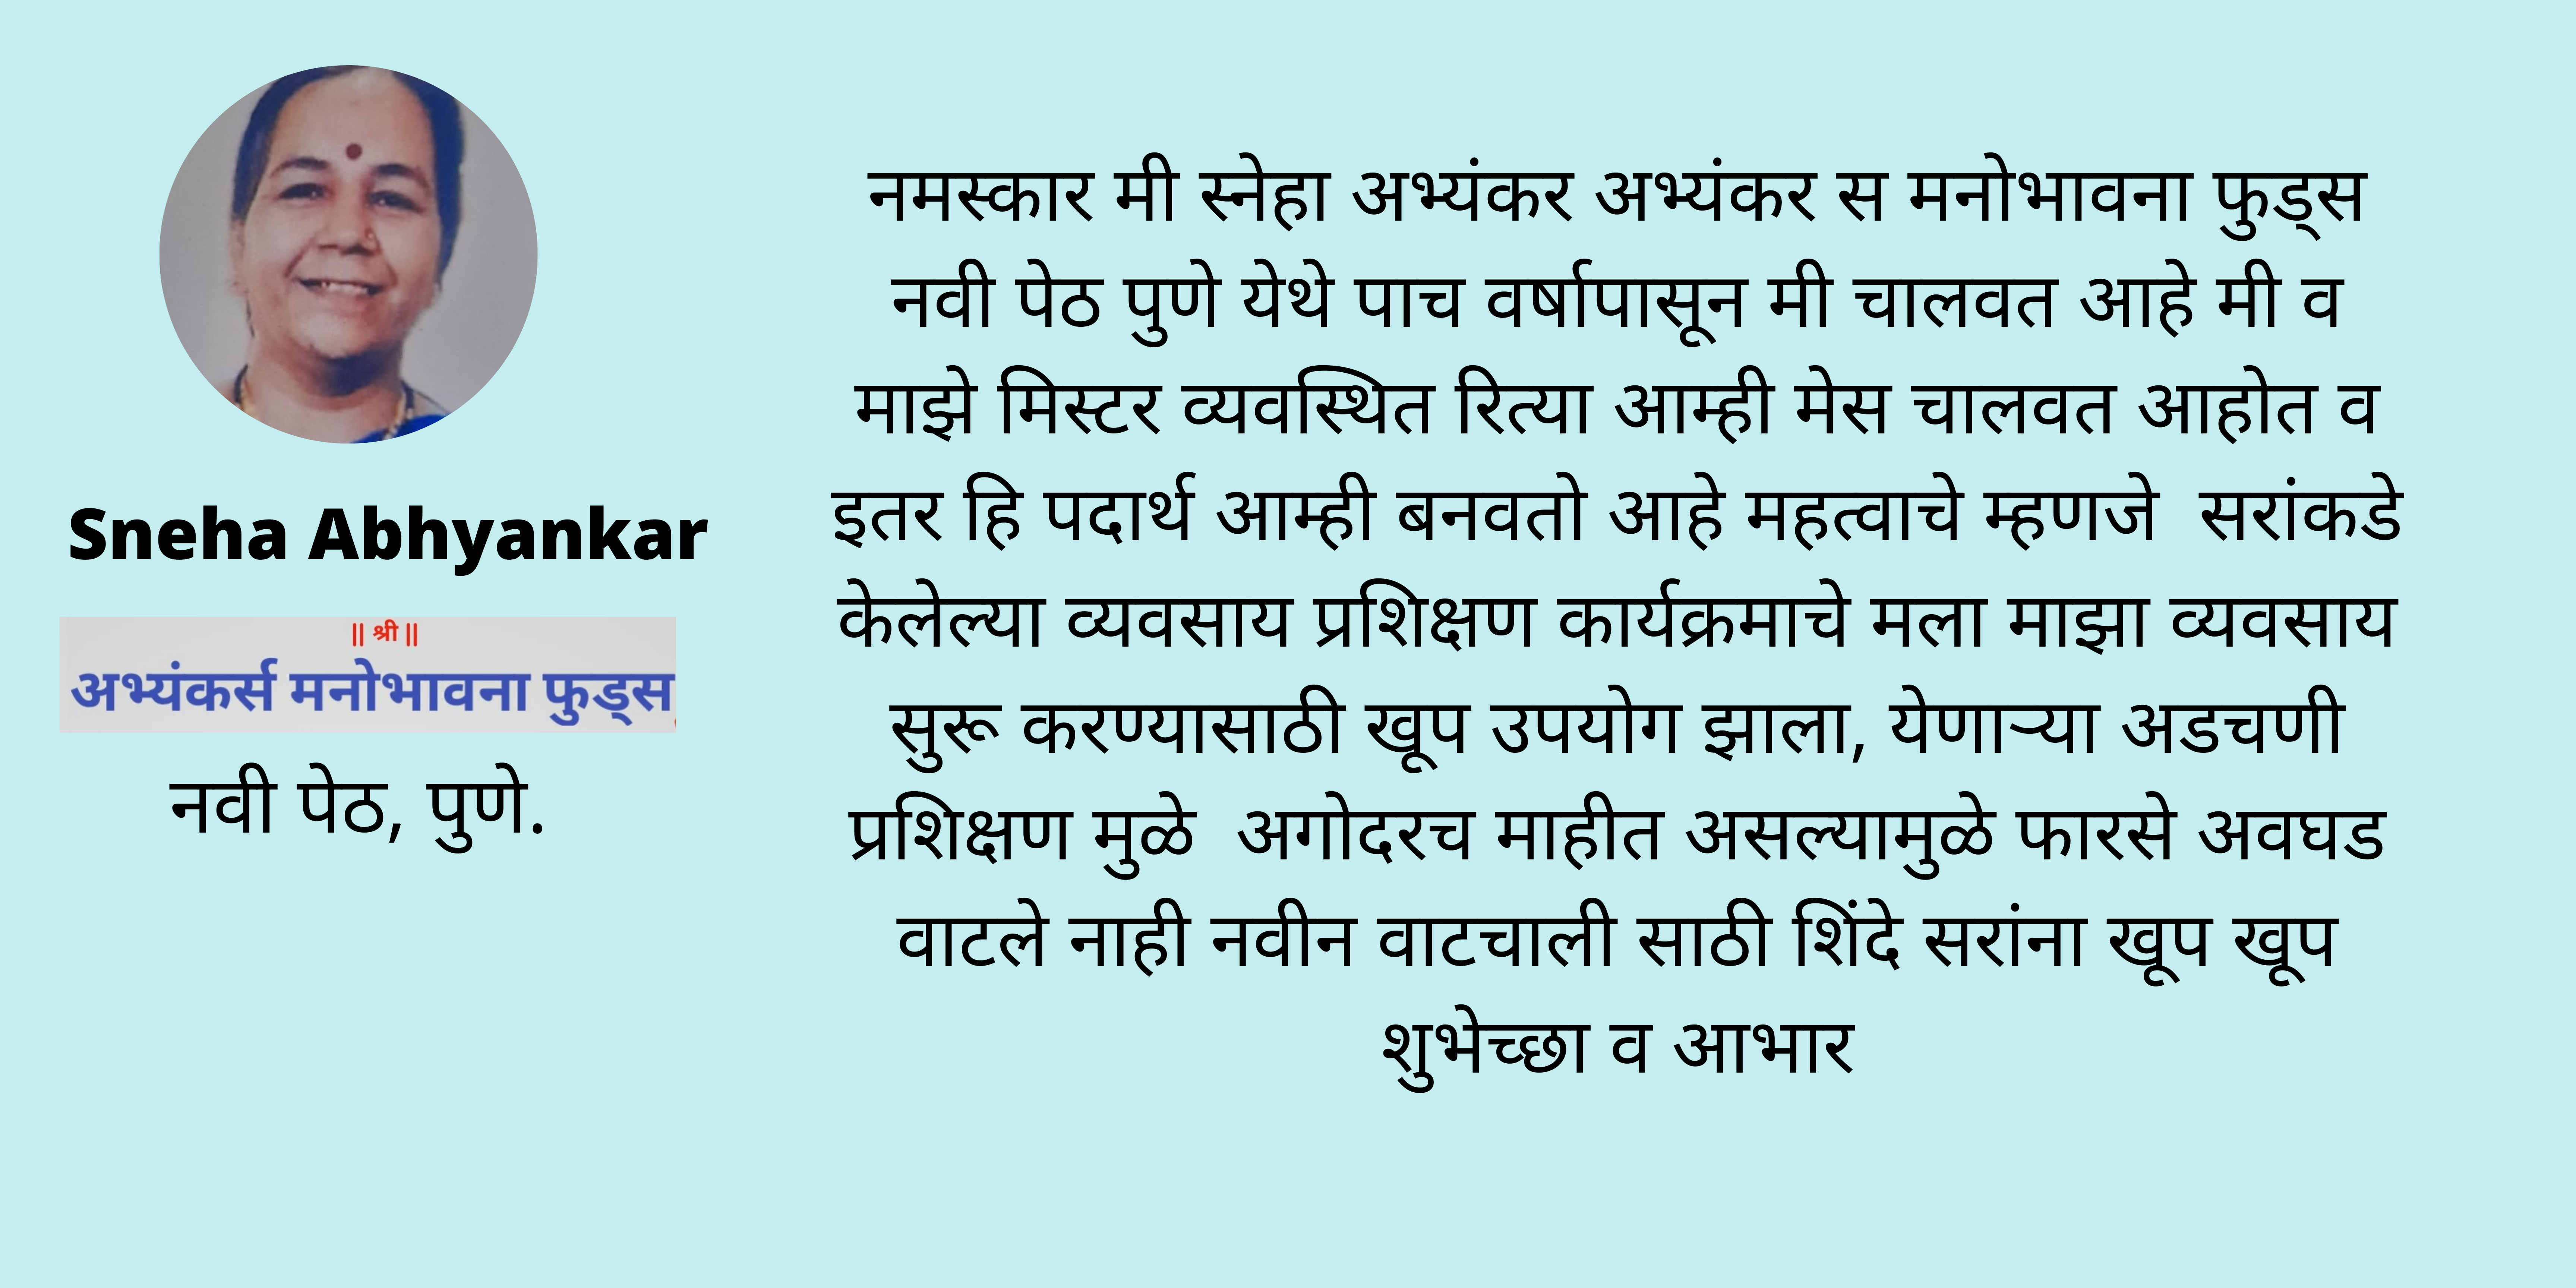 Sneha Abhyankar
|| श्री ||
अभ्यंकर्स मनोभावना फुड्स
नवी पेठ, पुणे.
नमस्कार मी स्नेहा अभ्यंकर अभ्यंकर स मनोभावना फुड्स
नवी पेठ पुणे येथे पाच वर्षापासून मी चालवत आहे मी व
माझे मिस्टर व्यवस्थित रित्या आम्ही मेस चालवत आहोत व
इतर हि पदार्थ आम्ही बनवतो आहे महत्वाचे म्हणजे  सरांकडे
केलेल्या व्यवसाय प्रशिक्षण कार्यक्रमाचे मला माझा व्यवसाय
सुरू करण्यासाठी खूप उपयोग झाला, येणाऱ्या अडचणी
प्रशिक्षण मुळे  अगोदरच माहीत असल्यामुळे फारसे अवघड
वाटले नाही नवीन वाटचाली साठी शिंदे सरांना खूप खूप
शुभेच्छा व आभार